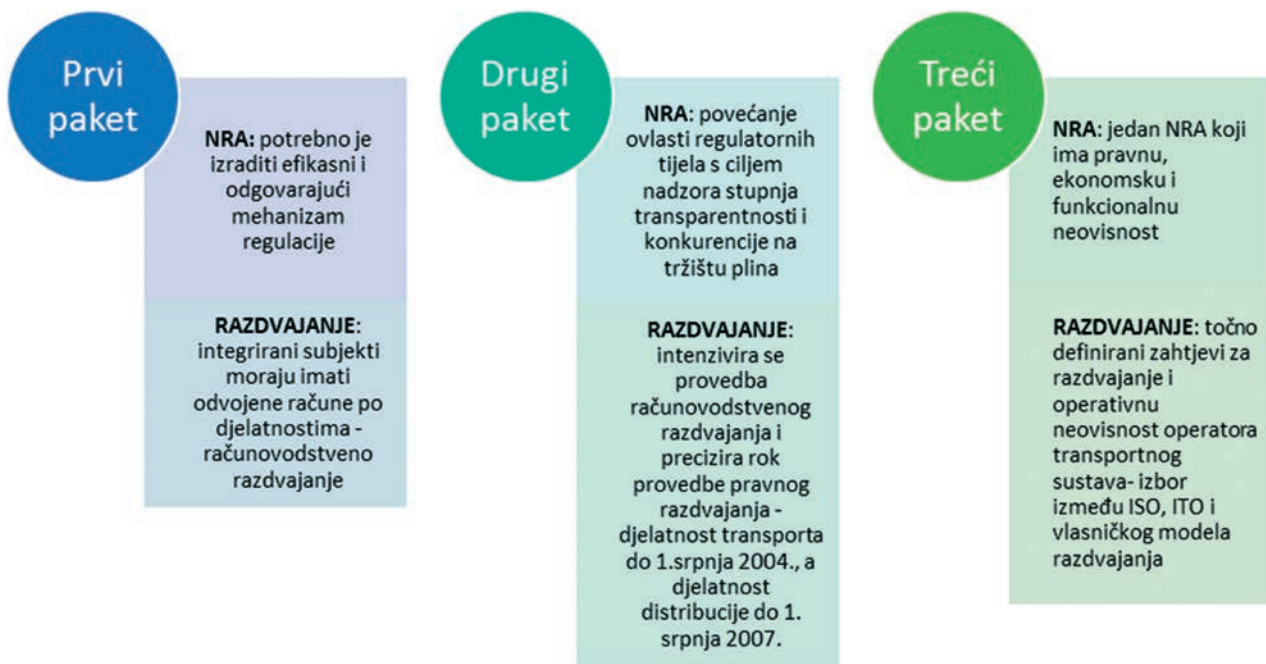 Prvi
paket
NRA: potrebno je
izraditi efikasni i
odgovarajući
mehanizam
regulacije
RAZDVAJANJE:
integrirani subjekti
moraju imati
odvojene račune po
djelatnostima -
računovodstveno
razdvajanje
Drugi
paket
NRA: povećanje
ovlasti regulatornih
tijela s ciljem
nadzora stupnja
transparentnosti i
konkurencije na
tržištu plina
RAZDVAJANJE:
intenzivira se
provedba
računovodstvenog
razdvajanja i
precizira rok
provedbe pravnog
razdvajanja -
djelatnost transporta
do 1.srpnja 2004., a
djelatnost
distribucije do 1.
srpnja 2007.
Treći
paket
NRA: jedan NRA koji
ima pravnu,
ekonomsku i
funkcionalnu
neovisnost
RAZDVAJANJE: točno
definirani zahtjevi za
razdvajanje i
operativnu
neovisnost operatora
transportnog
sustava- izbor
između ISO, ITO i
vlasničkog modela
razdvajanja